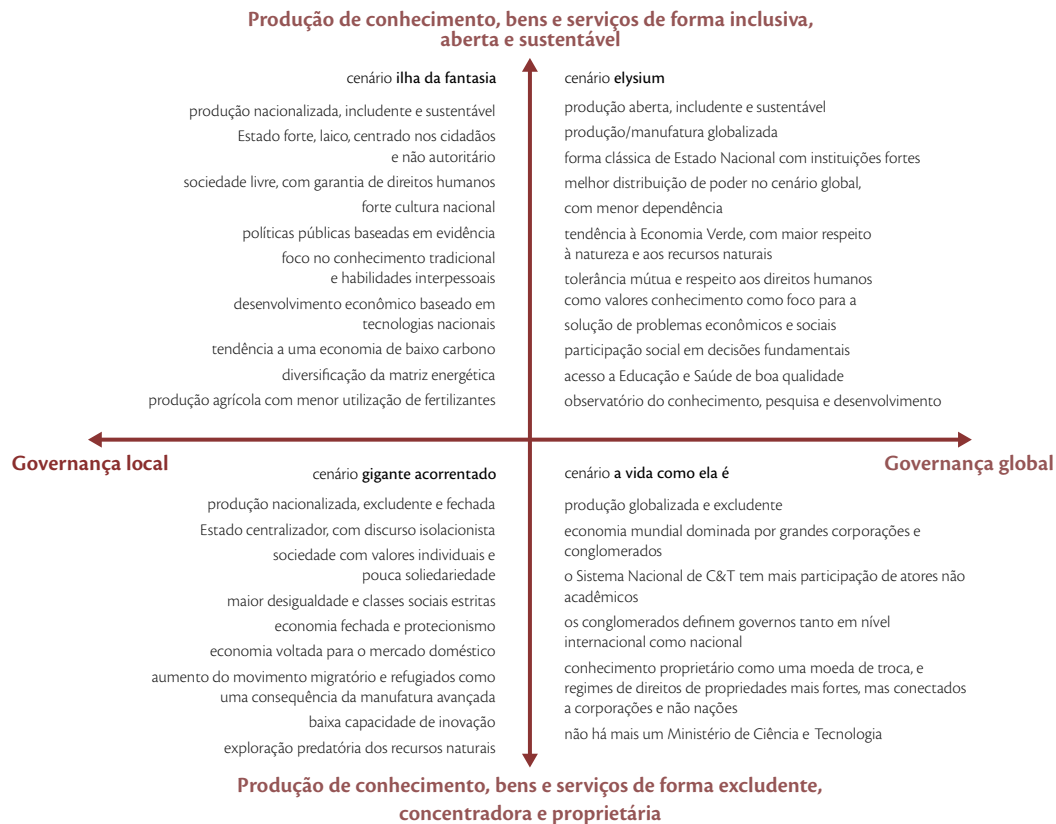 Produção de conhecimento, bens e serviços de forma inclusiva,
aberta e sustentável
cenário ilha da fantasia
produção nacionalizada, includente e sustentável
Estado forte, laico, centrado nos cidadãos
e não autoritário
sociedade livre, com garantia de direitos humanos
forte cultura nacional
políticas públicas baseadas em evidência
foco no conhecimento tradicional
e habilidades interpessoais
desenvolvimento econômico baseado em
tecnologias nacionais
tendência a uma economia de baixo carbono
diversificação da matriz energética
produção agrícola com menor utilização de fertilizantes
cenário elysium
produção aberta, includente e sustentável
produção/manufatura globalizada
forma clássica de Estado Nacional com instituições fortes
melhor distribuição de poder no cenário global,
com menor dependência
tendência à Economia Verde, com maior respeito
à natureza e aos recursos naturais
tolerância mútua e respeito aos direitos humanos
como valores conhecimento como foco para a
solução de problemas econômicos e sociais
participação social em decisões fundamentais
acesso a Educação e Saúde de boa qualidade
observatório do conhecimento, pesquisa e desenvolvimento
Governança local
Governança global
cenário gigante acorrentado
produção nacionalizada, excludente e fechada
Estado centralizador, com discurso isolacionista
sociedade com valores individuais e
pouca soliedariedade
maior desigualdade e classes sociais estritas
economia fechada e protecionismo
economia voltada para o mercado doméstico
aumento do movimento migratório e refugiados como
uma consequência da manufatura avançada
baixa capacidade de inovação
exploração predatória dos recursos naturais
cenário a vida como ela é
produção globalizada e excludente
economia mundial dominada por grandes corporações e
conglomerados
o Sistema Nacional de C&T tem mais participação de atores não
acadêmicos
os conglomerados definem governos tanto em nível
internacional como nacional
conhecimento proprietário como uma moeda de troca, e
regimes de direitos de propriedades mais fortes, mas conectados
a corporações e não nações
não há mais um Ministério de Ciência e Tecnologia
Produção de conhecimento, bens e serviços de forma excludente,
concentradora e proprietária